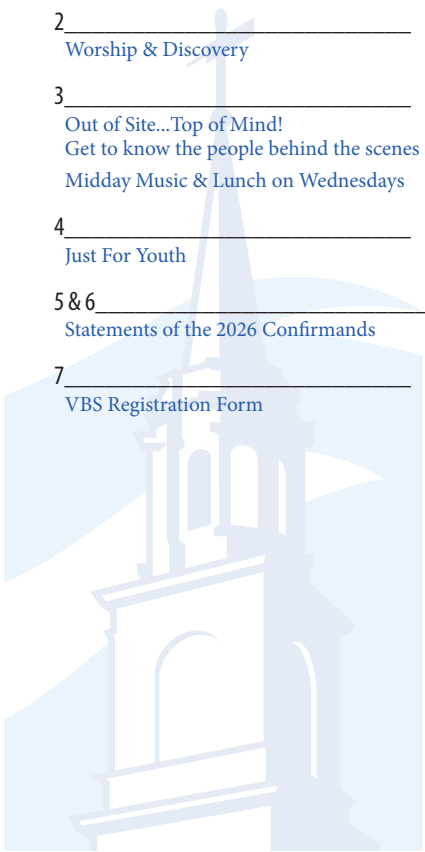 2
Worship & Discovery
3
Out of Site...Top of Mind!
Get to know the people behind the scenes
Midday Music & Lunch on Wednesdays
4
Just For Youth
5 & 6
Statements of the 2026 Confirmands
7
VBS Registration Form